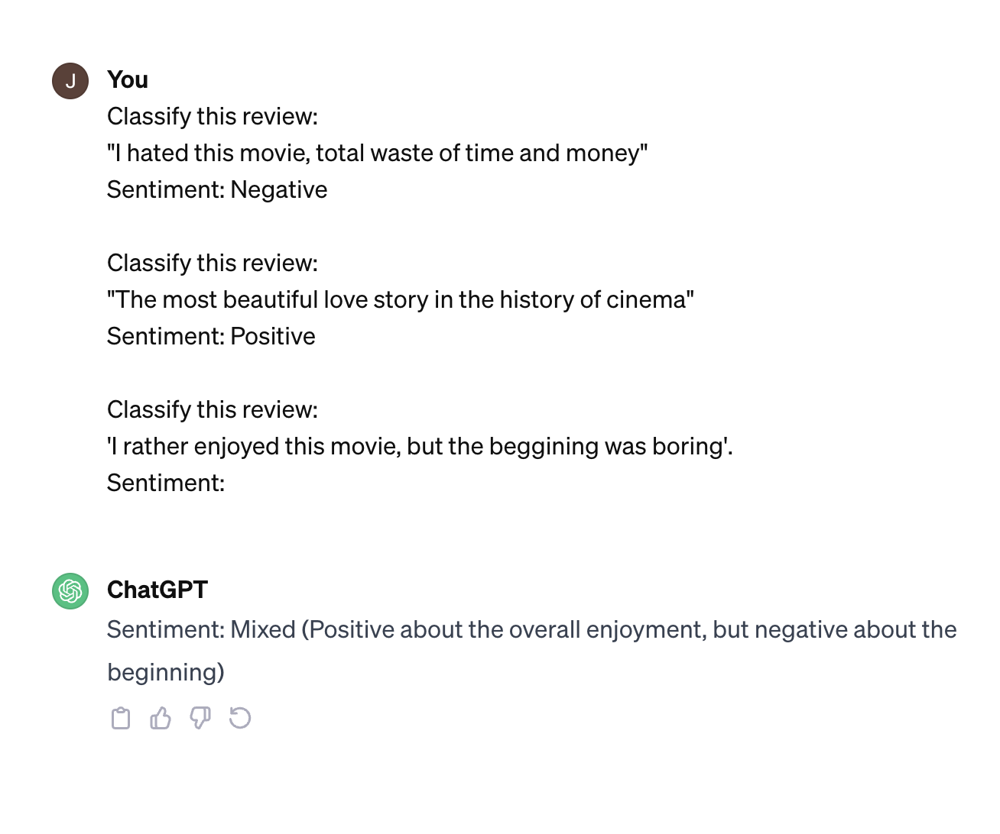 J
You
Classify this review:
"I hated this movie, total waste of time and money"
Sentiment: Negative
Classify this review:
"The most beautiful love story in the history of cinema"
Sentiment: Positive
Classify this review:
'I rather enjoyed this movie, but the beggining was boring'.
Sentiment:
ChatGPT
Sentiment: Mixed (Positive about the overall enjoyment, but negative about the
beginning)